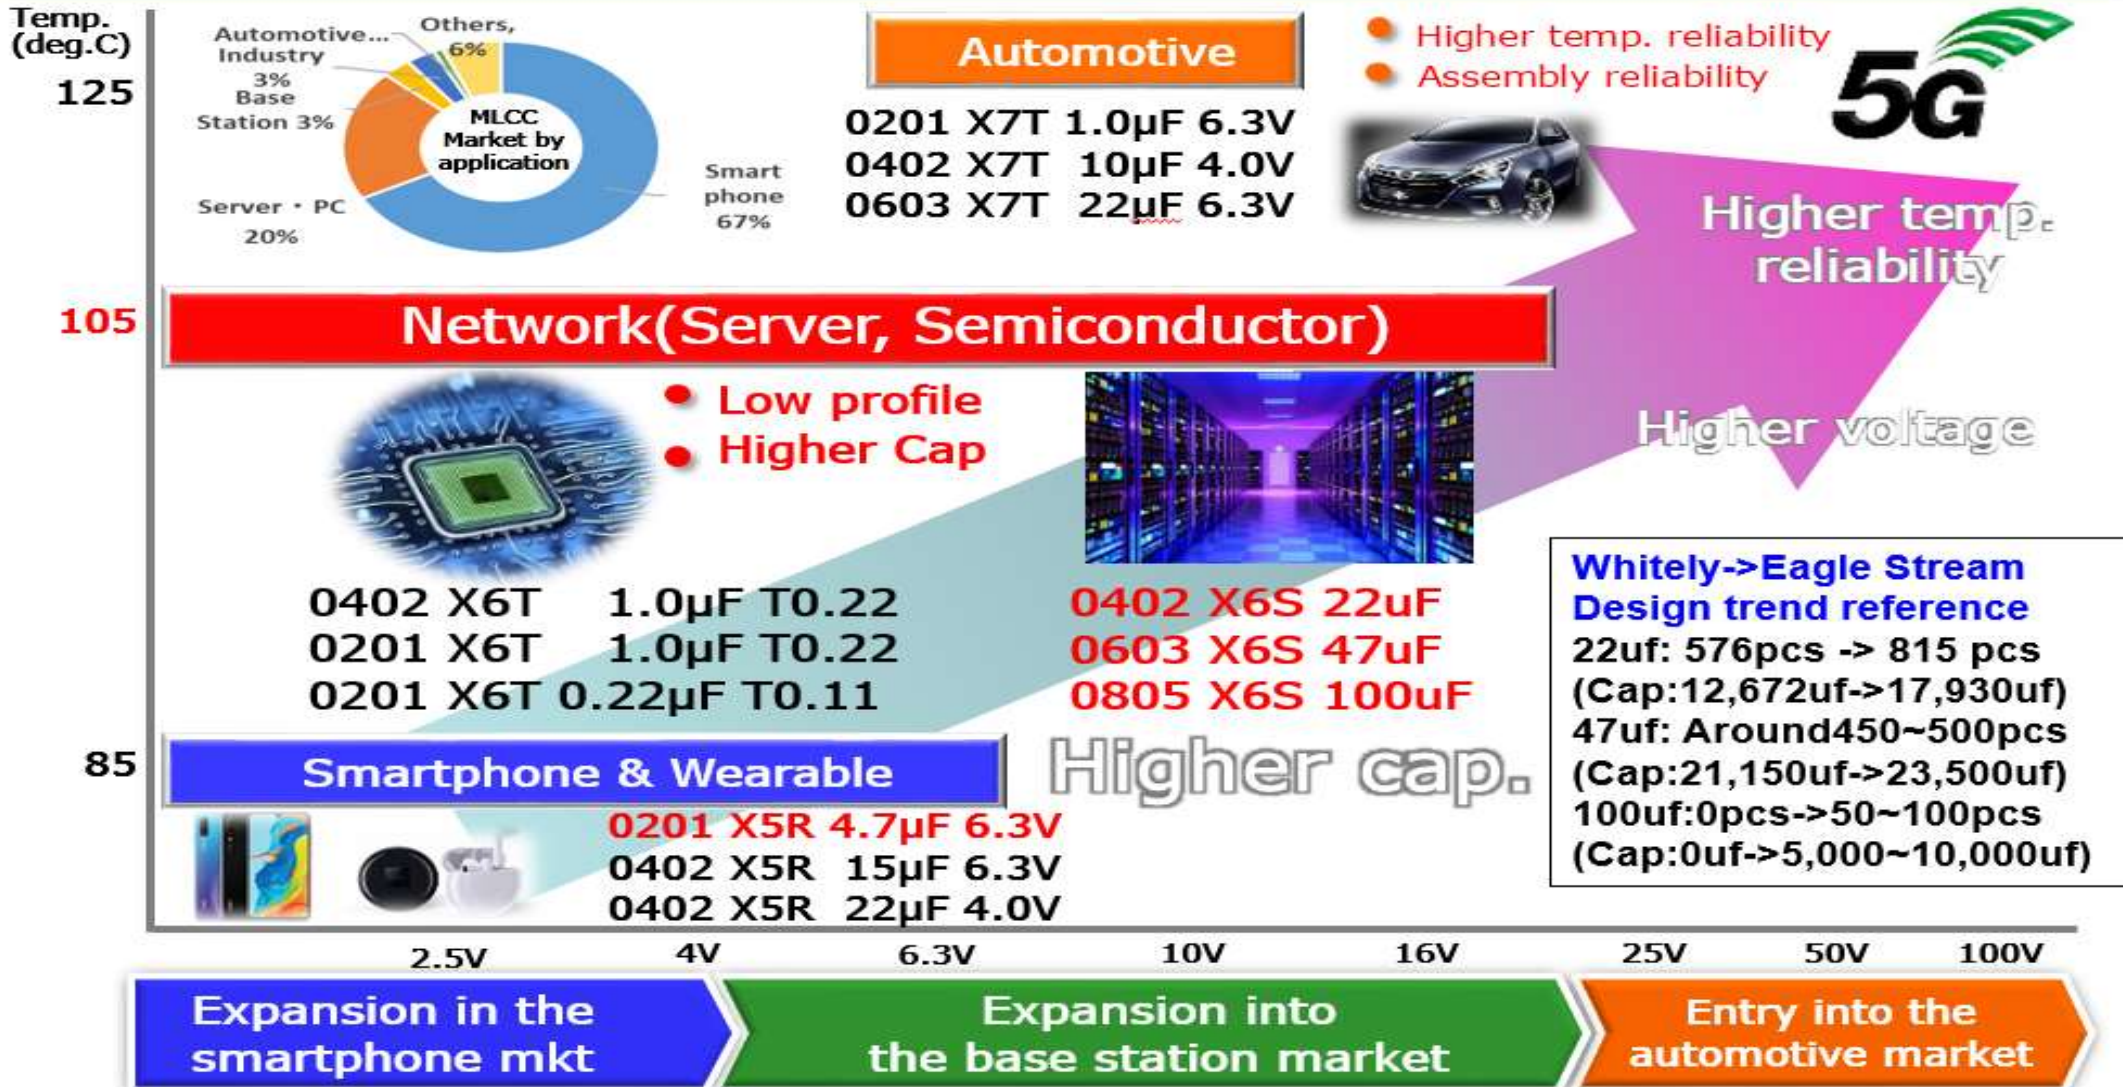 Temp.
(deg.C)
125
105
85
Automotive...
Industry
3%
Base
Station 3%
Server・PC
20%
Others,
6%
MLCC
Market by
application
Smart
phone
67%
Automotive
Higher temp. reliability
Assembly reliability
5G
0201 X7T 1.0μF 6.3V
0402 X7T 10μF 4.0V
0603 X7T 22μF 6.3V
Higher temp.
reliability
Network(Server, Semiconductor)
Low profile
Higher Cap
Higher voltage
0402 X6T 1.0μF T0.22
0201 X6T 1.0μF T0.22
0201 X6T 0.22μF T0.11
0402 X6S 22uF
0603 X6S 47uF
0805 X6S 100uF
Whitely->Eagle Stream
Design trend reference
22uf: 576pcs -> 815 pcs
(Cap:12,672uf->17,930uf)
47uf: Around450~500pcs
(Cap:21,150uf->23,500uf)
100uf:0pcs->50~100pcs
(Cap:0uf->5,000~10,000uf)
Smartphone & Wearable
Higher cap.
0201 X5R 4.7μF 6.3V
0402 X5R 15μF 6.3V
0402 X5R 22μF 4.0V
2.5V 4V 6.3V 10V 16V 25V 50V 100V
Expansion in the
smartphone mkt
Expansion into
the base station market
Entry into the
automotive market